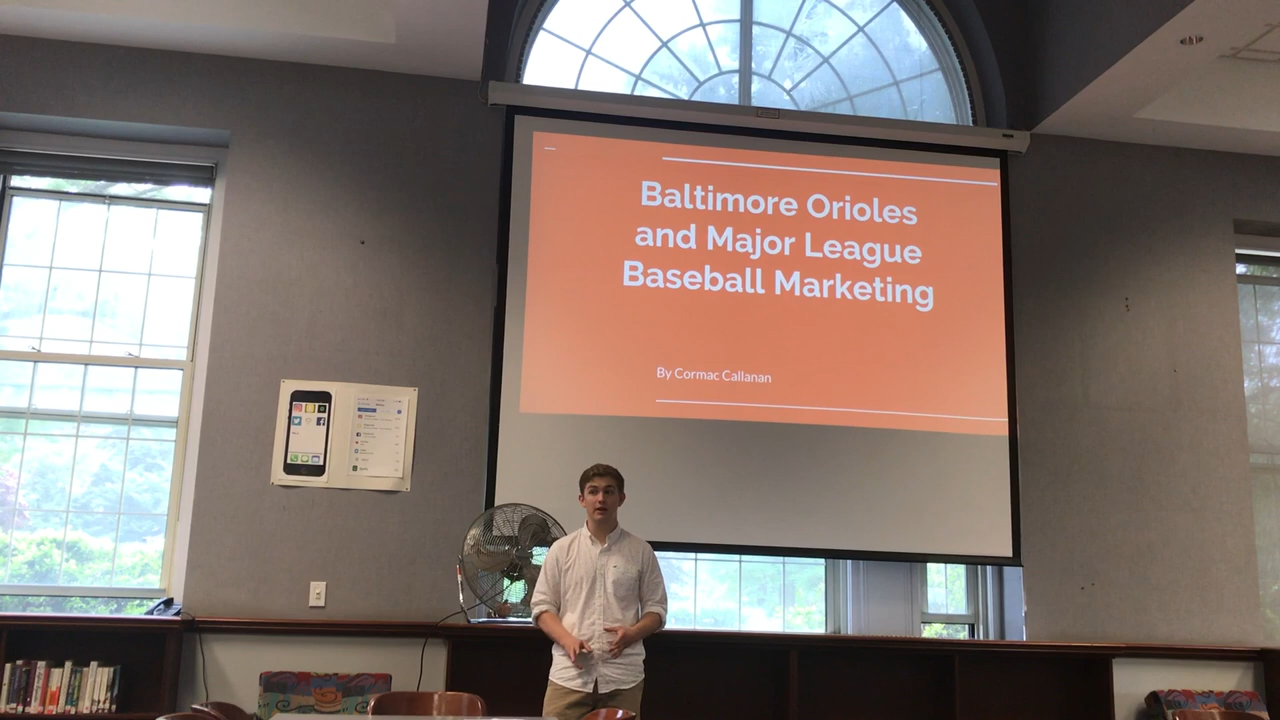 Baltimore Orioles
and Major League
Baseball Marketing
By Cormac Callanan